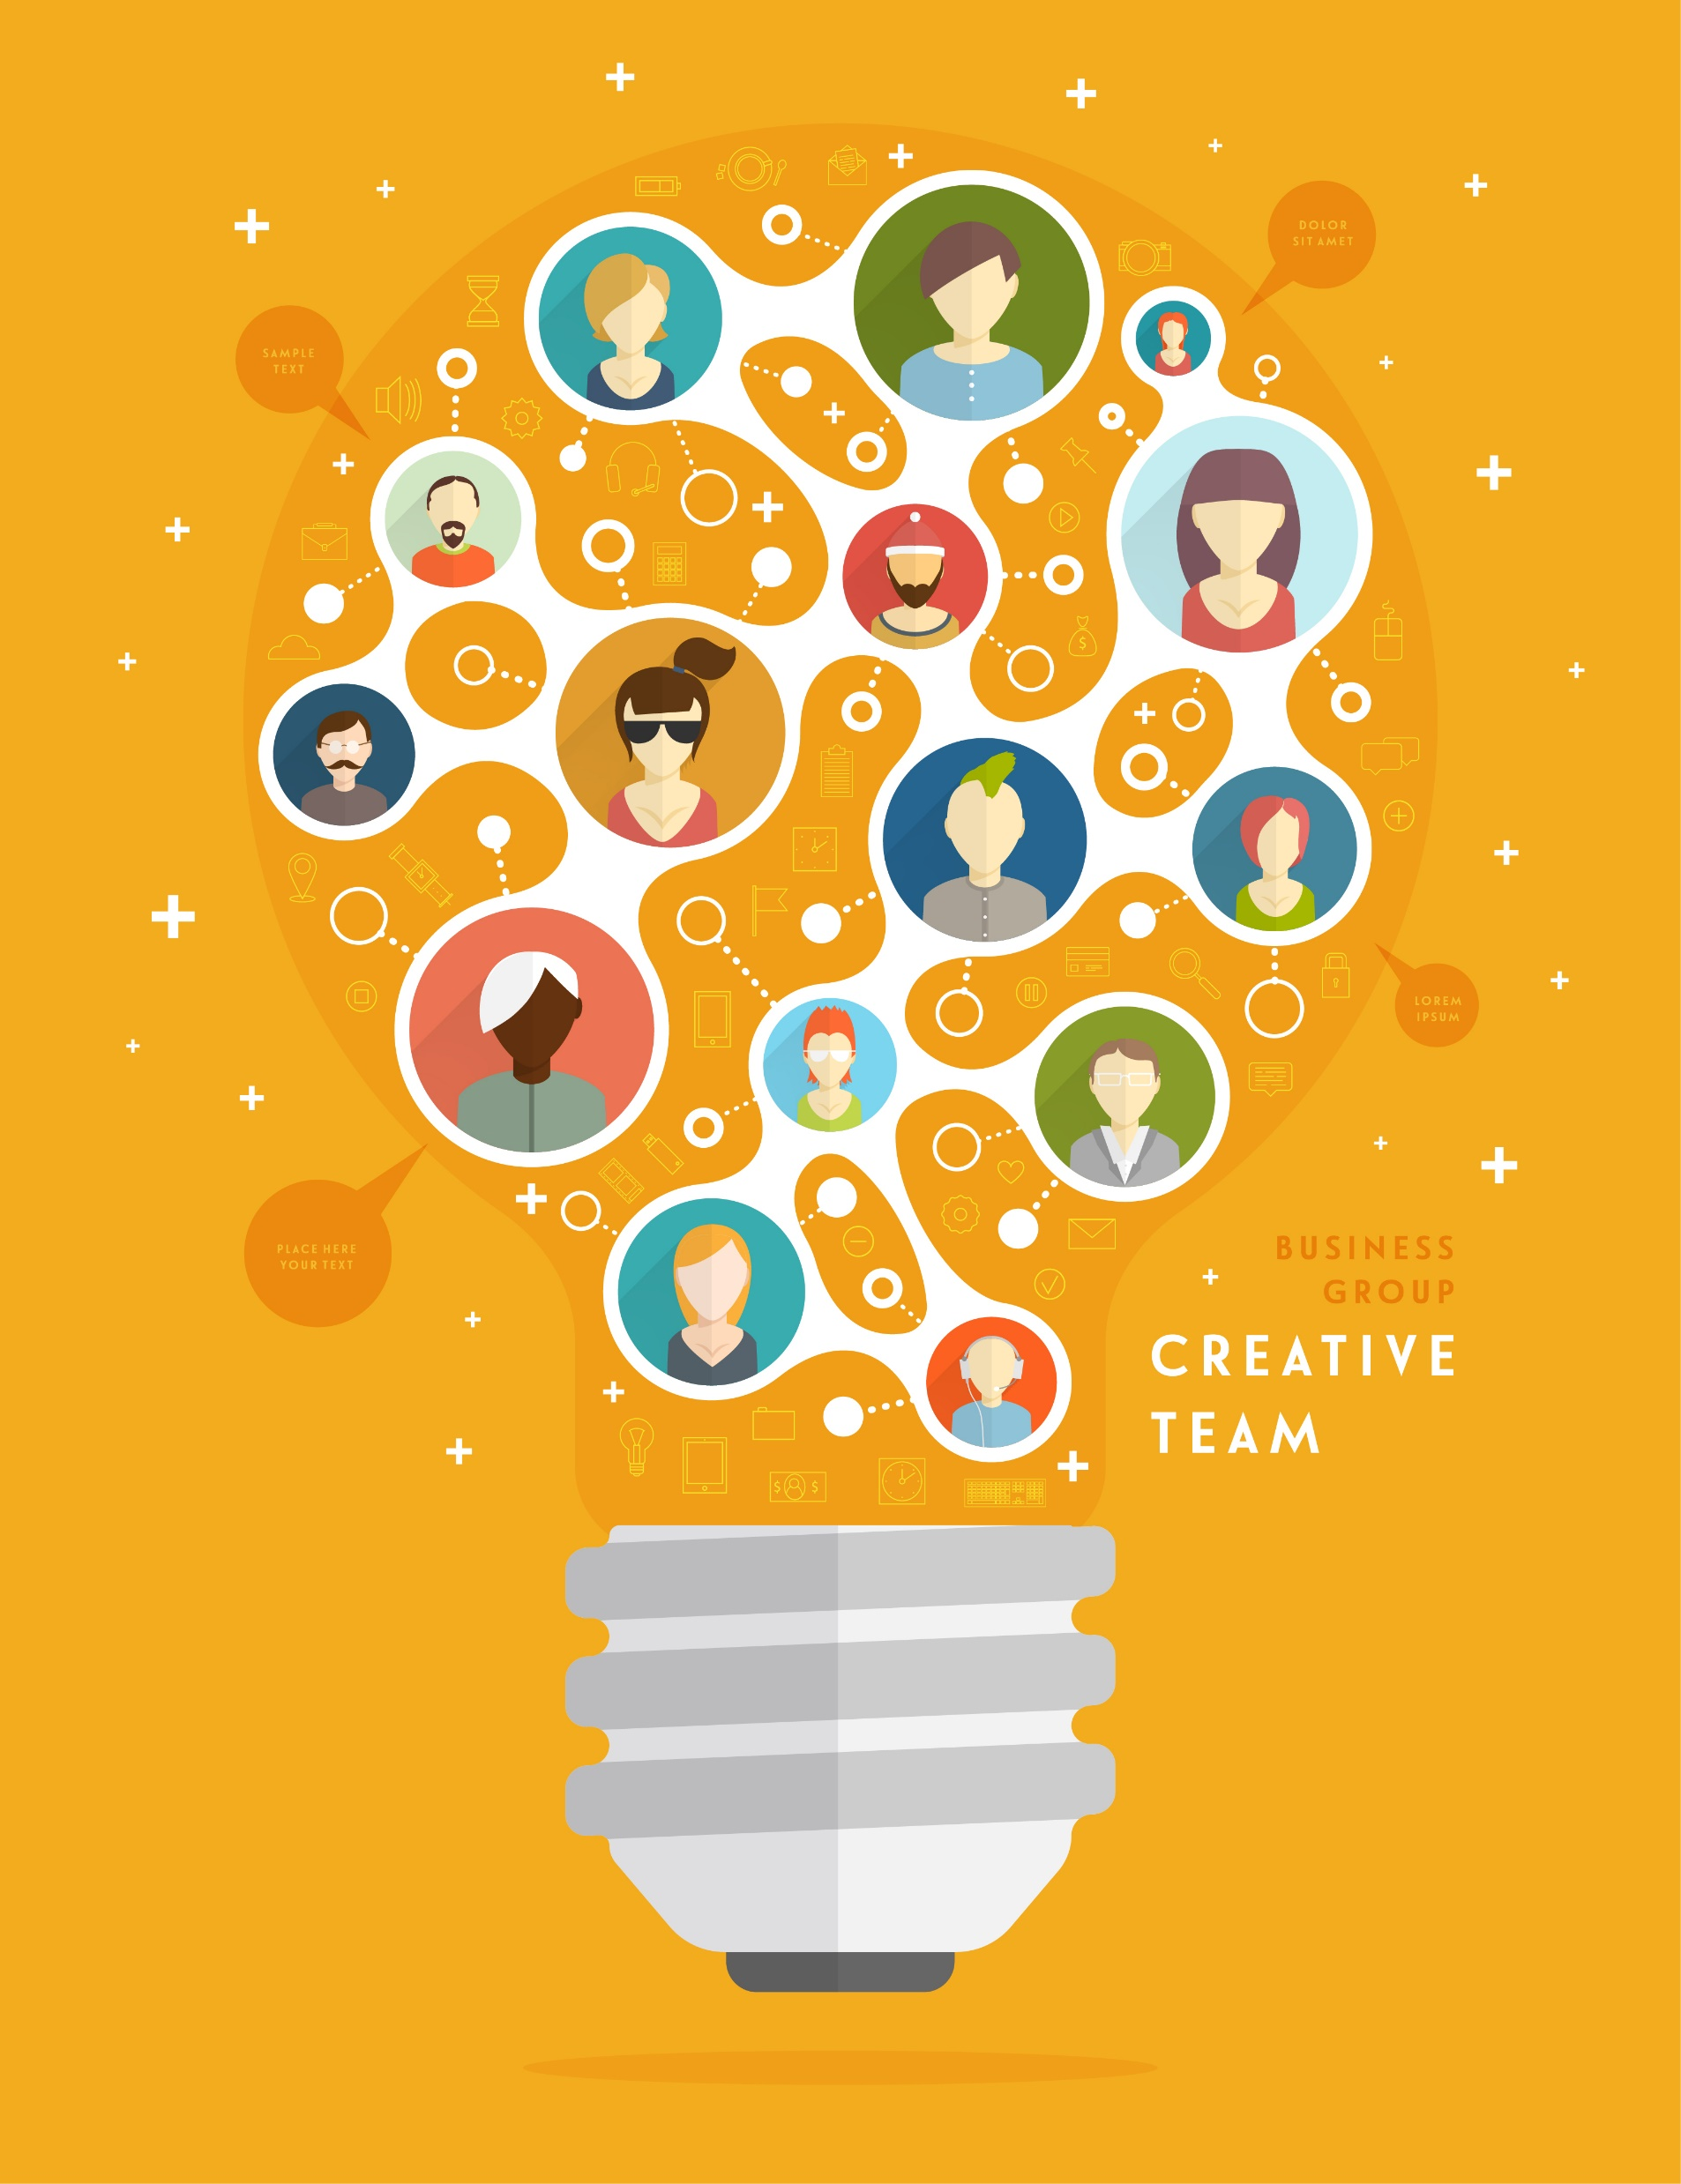 DOLOR
SIT AMET
SAMPLE
TEXT
LOREM
IPSUM
PLACE HERE
YOUR TEXT
BUSINESS
GROUP
CREATIVE
TEAM